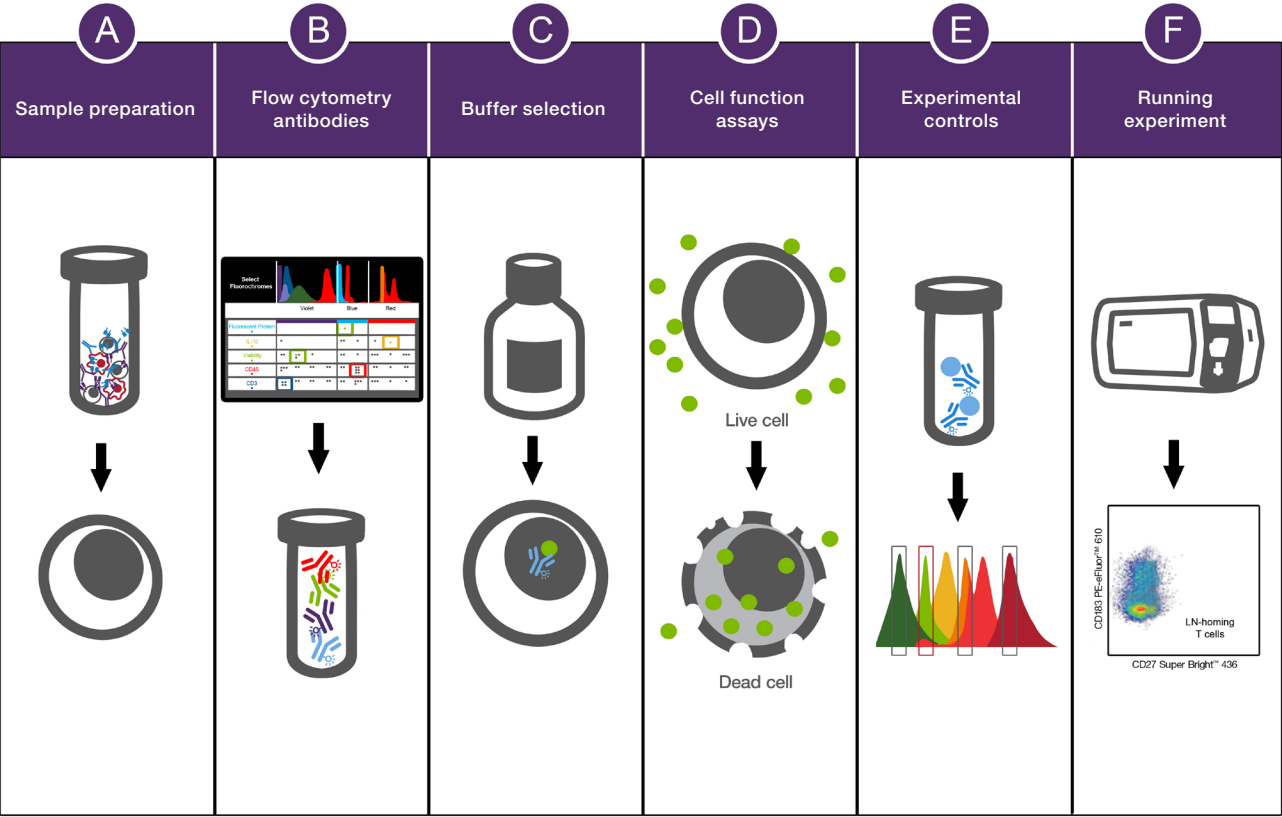 A
B
C
D
E
F
Sample preparation
Flow cytometry
antibodies
Buffer selection
Cell function
assays
Experimental
controls
Running
experiment
Select
Fluorochromes
Violet
Blue
Red
Fluorescent Protein
IL-10
Viability
CD45
CD3
Live cell
Dead cell
CD183 PE-eFluor™ 610
LN-homing
T cells
CD27 Super Bright™ 436